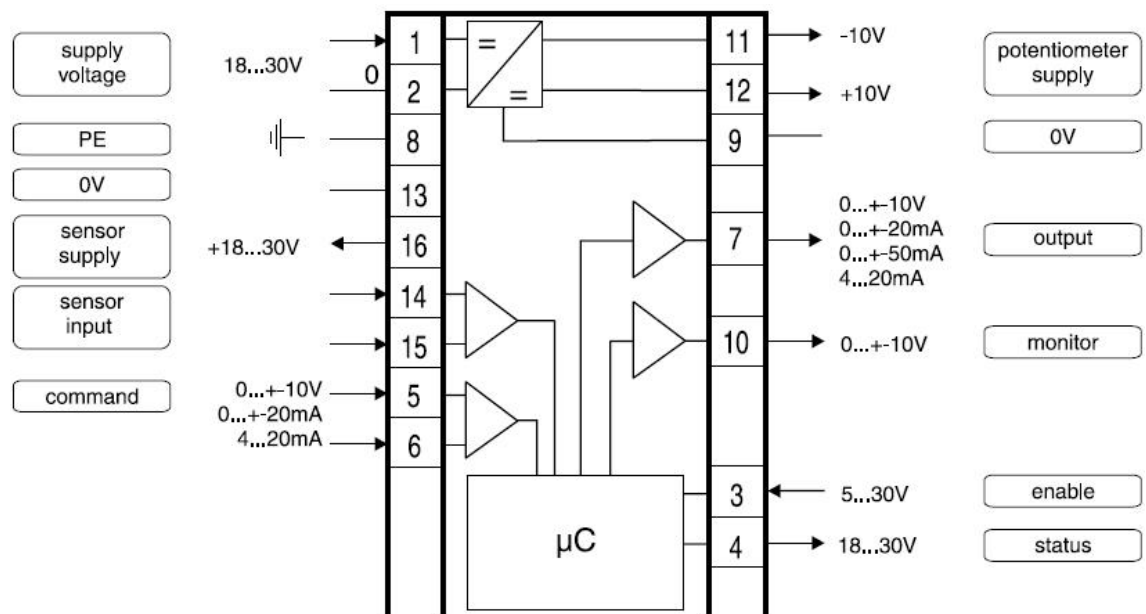 supply
voltage
18...30V
0
1
2
=
=
11
12
-10V
+10V
potentiometer
supply
PE
8
9
0V
0V
13
sensor
supply
+18...30V
16
7
0...+-10V
0...+-20mA
0...+-50mA
4...20mA
output
sensor
input
14
15
10
0...+-10V
monitor
command
0...+-10V
0...+-20mA
4...20mA
5
6
µC
3
5...30V
enable
4
18...30V
status